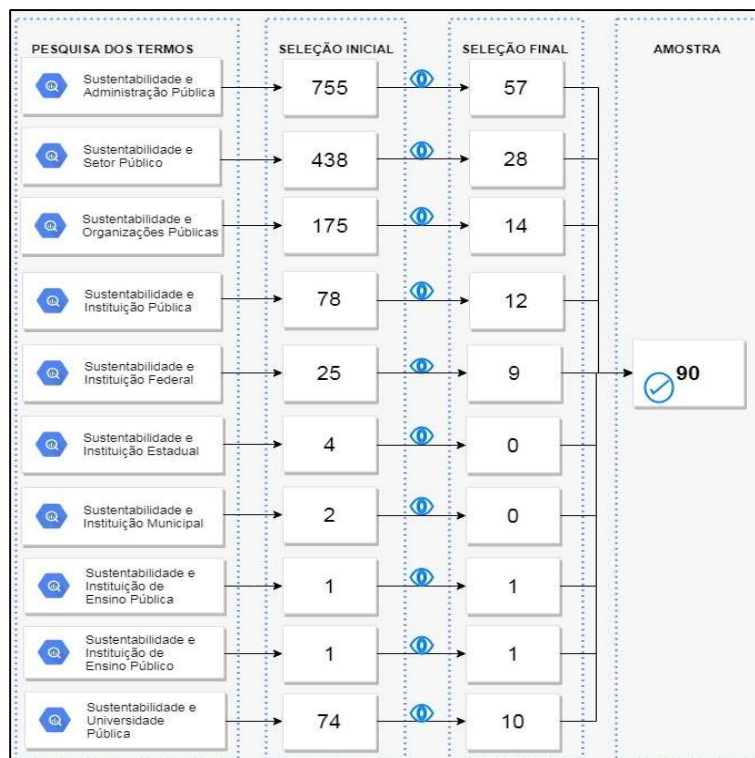 PESQUISA DOS TERMOS
SELEÇÃO INICIAL
SELEÇÃO FINAL
AMOSTRA
Sustentabilidade e
Administração Pública
755
57
Sustentabilidade e
Setor Público
438
28
Sustentabilidade e
Organizações Públicas
175
14
Sustentabilidade e
Instituição Pública
78
12
Sustentabilidade e
Instituição Federal
25
9
90
Sustentabilidade e
Instituição Estadual
4
0
Sustentabilidade e
Instituição Municipal
2
0
Sustentabilidade e
Instituição de
Ensino Pública
1
1
Sustentabilidade e
Instituição de
Ensino Público
1
1
Sustentabilidade e
Universidade
Pública
74
10